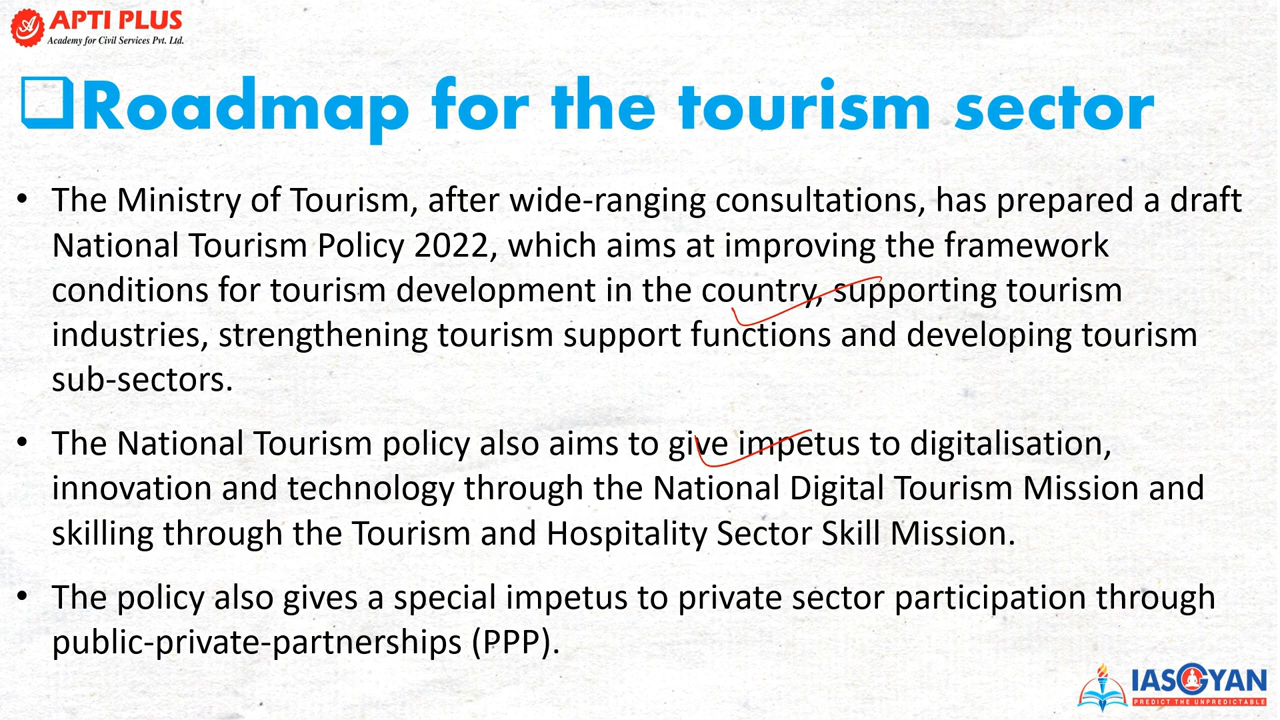 APTI PLUS
Academy for Civil Services Pvt. Ltd.
Roadmap for the tourism sector
• The Ministry of Tourism, after wide-ranging consultations, has prepared a draft
National Tourism Policy 2022, which aims at improving the framework
conditions for tourism development in the country, supporting tourism
industries, strengthening tourism support functions and developing tourism
sub-sectors.
• The National Tourism policy also aims to give impetus to digitalisation,
innovation and technology through the National Digital Tourism Mission and
skilling through the Tourism and Hospitality Sector Skill Mission.
• The policy also gives a special impetus to private sector participation through
public-private-partnerships (PPP).
IASGYAN
PREDICT THE UNPREDICTABLE